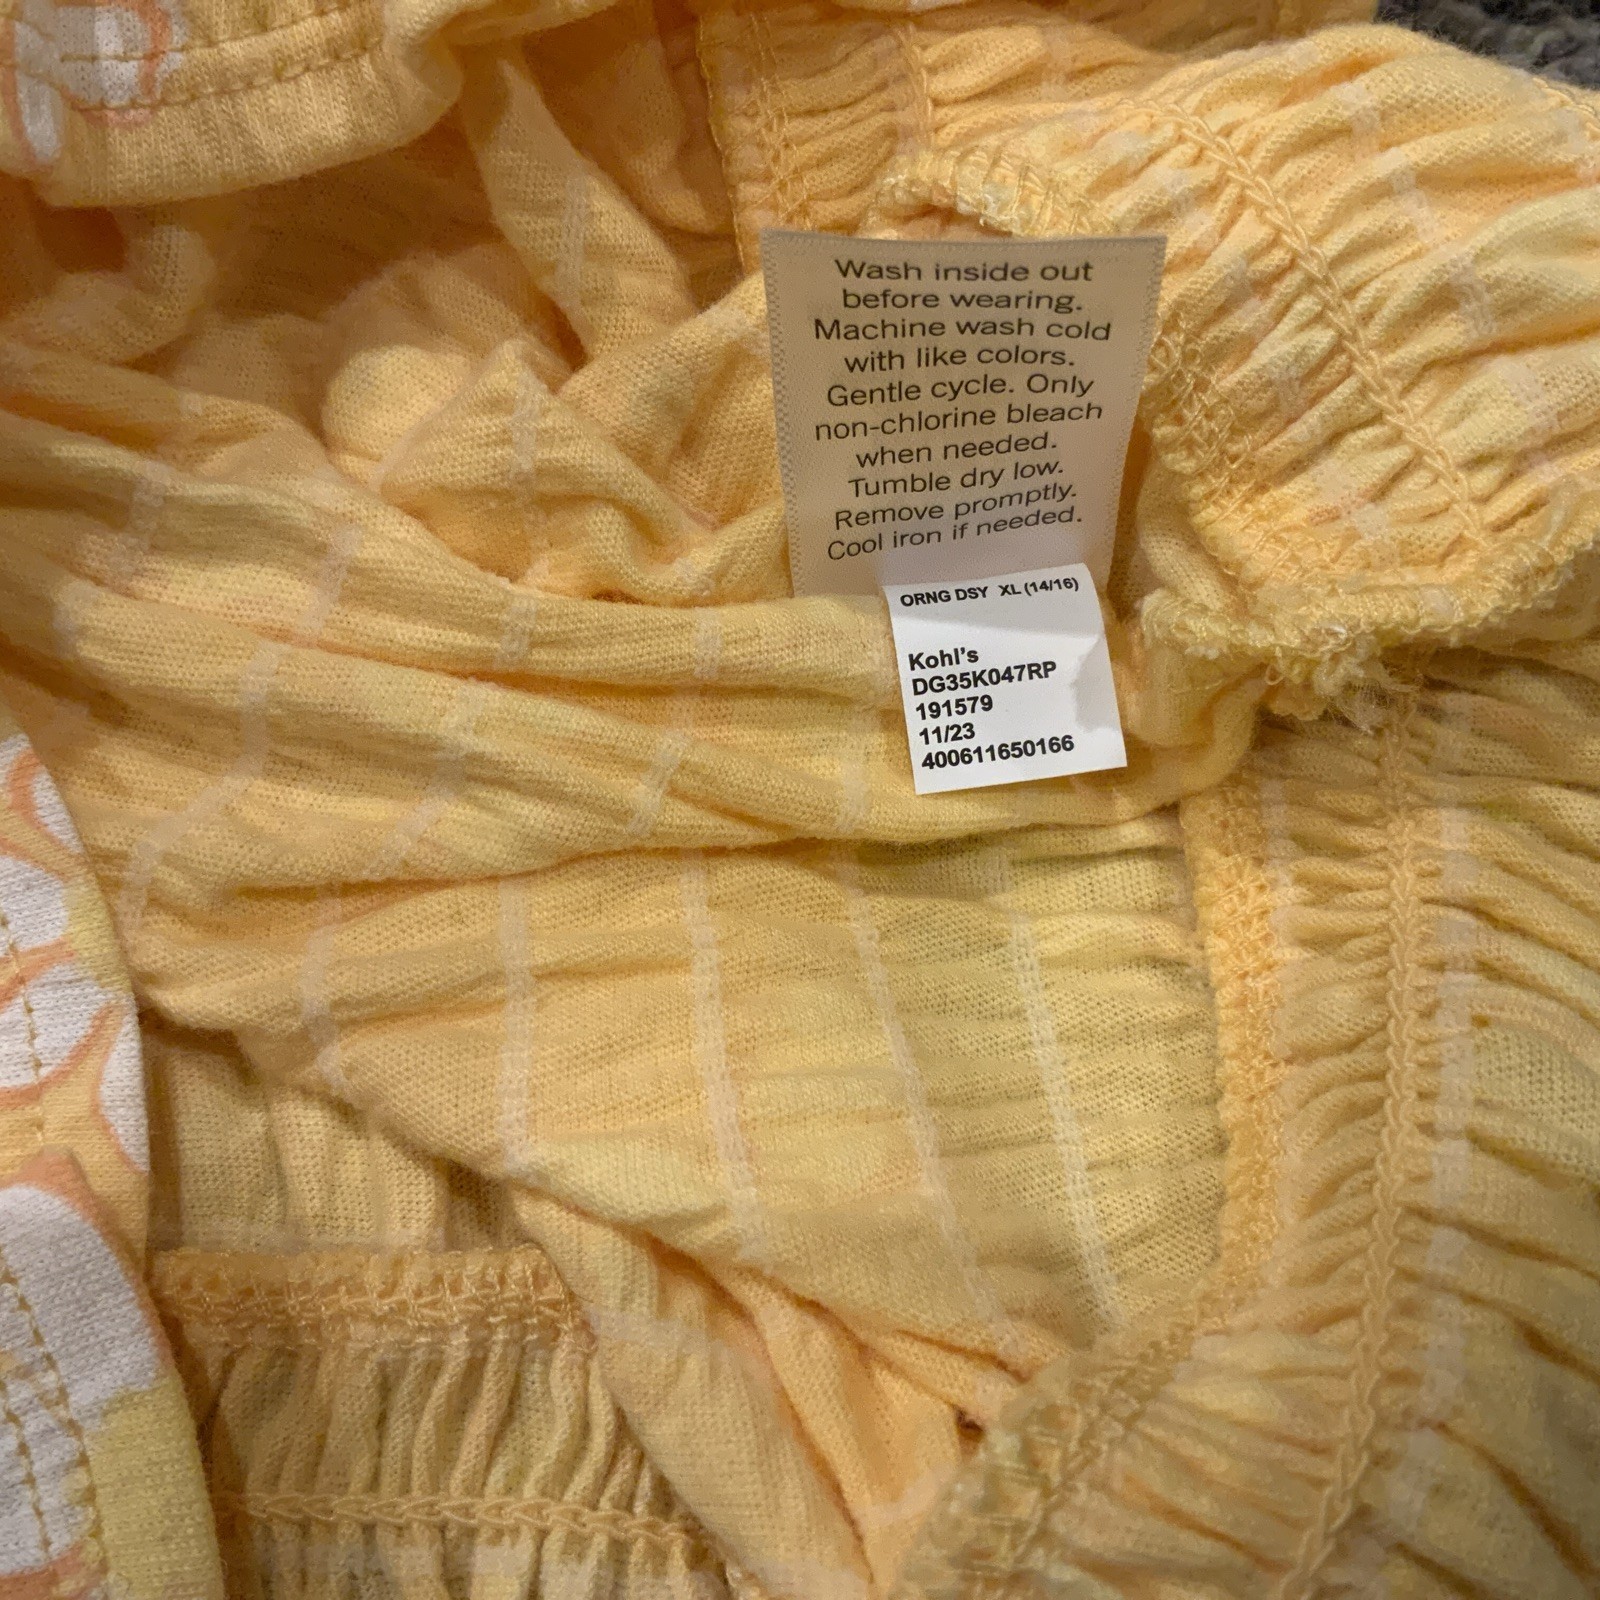 Wash inside out
before wearing.
Machine wash cold
with like colors.
Gentle cycle. Only
non-chlorine bleach
when needed.
Tumble dry low.
Remove promptly.
Cool iron if needed.
ORNG DSY XL (14/16)
Kohl's
DG35K047RP
191579
11/23
400611650166